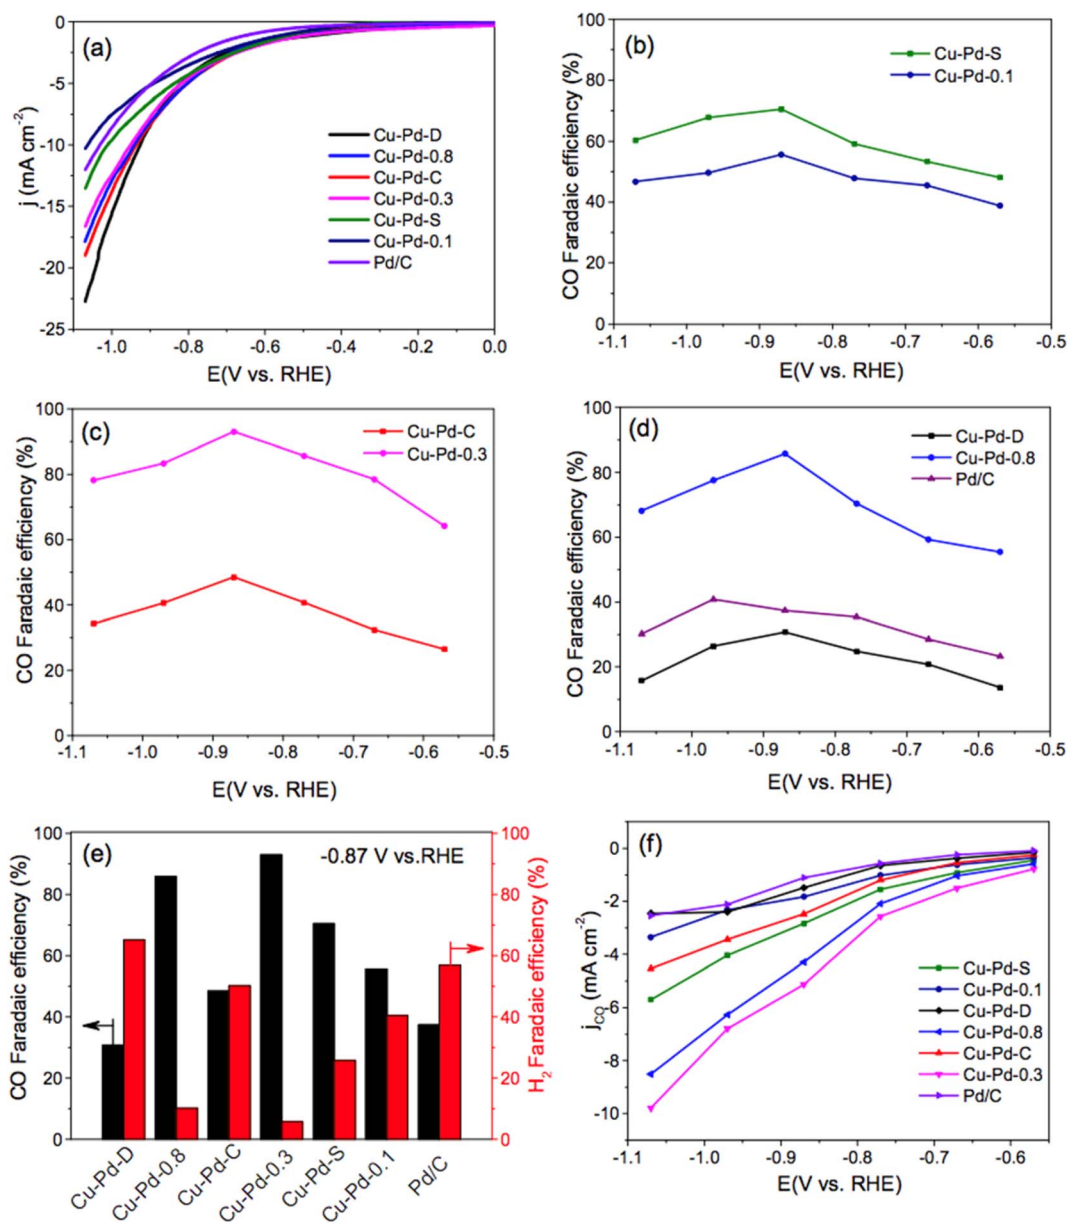 (a)
j (mA cm⁻²)
0
-5
-10
-15
-20
-25
Cu-Pd-D
Cu-Pd-0.8
Cu-Pd-C
Cu-Pd-0.3
Cu-Pd-S
Cu-Pd-0.1
Pd/C
-1.0 -0.8 -0.6 -0.4 -0.2 0.0
E(V vs. RHE)
(b)
CO Faradaic efficiency (%)
100
80
60
40
20
0
Cu-Pd-S
Cu-Pd-0.1
-1.1 -1.0 -0.9 -0.8 -0.7 -0.6 -0.5
E(V vs. RHE)
(c)
CO Faradaic efficiency (%)
100
80
60
40
20
0
Cu-Pd-C
Cu-Pd-0.3
-1.1 -1.0 -0.9 -0.8 -0.7 -0.6 -0.5
E(V vs. RHE)
(d)
CO Faradaic efficiency (%)
100
80
60
40
20
0
Cu-Pd-D
Cu-Pd-0.8
Pd/C
-1.1 -1.0 -0.9 -0.8 -0.7 -0.6 -0.5
E(V vs. RHE)
(e)
-0.87 V vs.RHE
CO Faradaic efficiency (%)
100
80
60
40
20
0
H₂ Faradaic efficiency (%)
100
80
60
40
20
0
Cu-Pd-D
Cu-Pd-0.8
Cu-Pd-C
Cu-Pd-0.3
Cu-Pd-S
Cu-Pd-0.1
Pd/C
(f)
j_CO (mA cm⁻²)
0
-2
-4
-6
-8
-10
Cu-Pd-S
Cu-Pd-0.1
Cu-Pd-D
Cu-Pd-0.8
Cu-Pd-C
Cu-Pd-0.3
Pd/C
-1.1 -1.0 -0.9 -0.8 -0.7 -0.6
E(V vs. RHE)